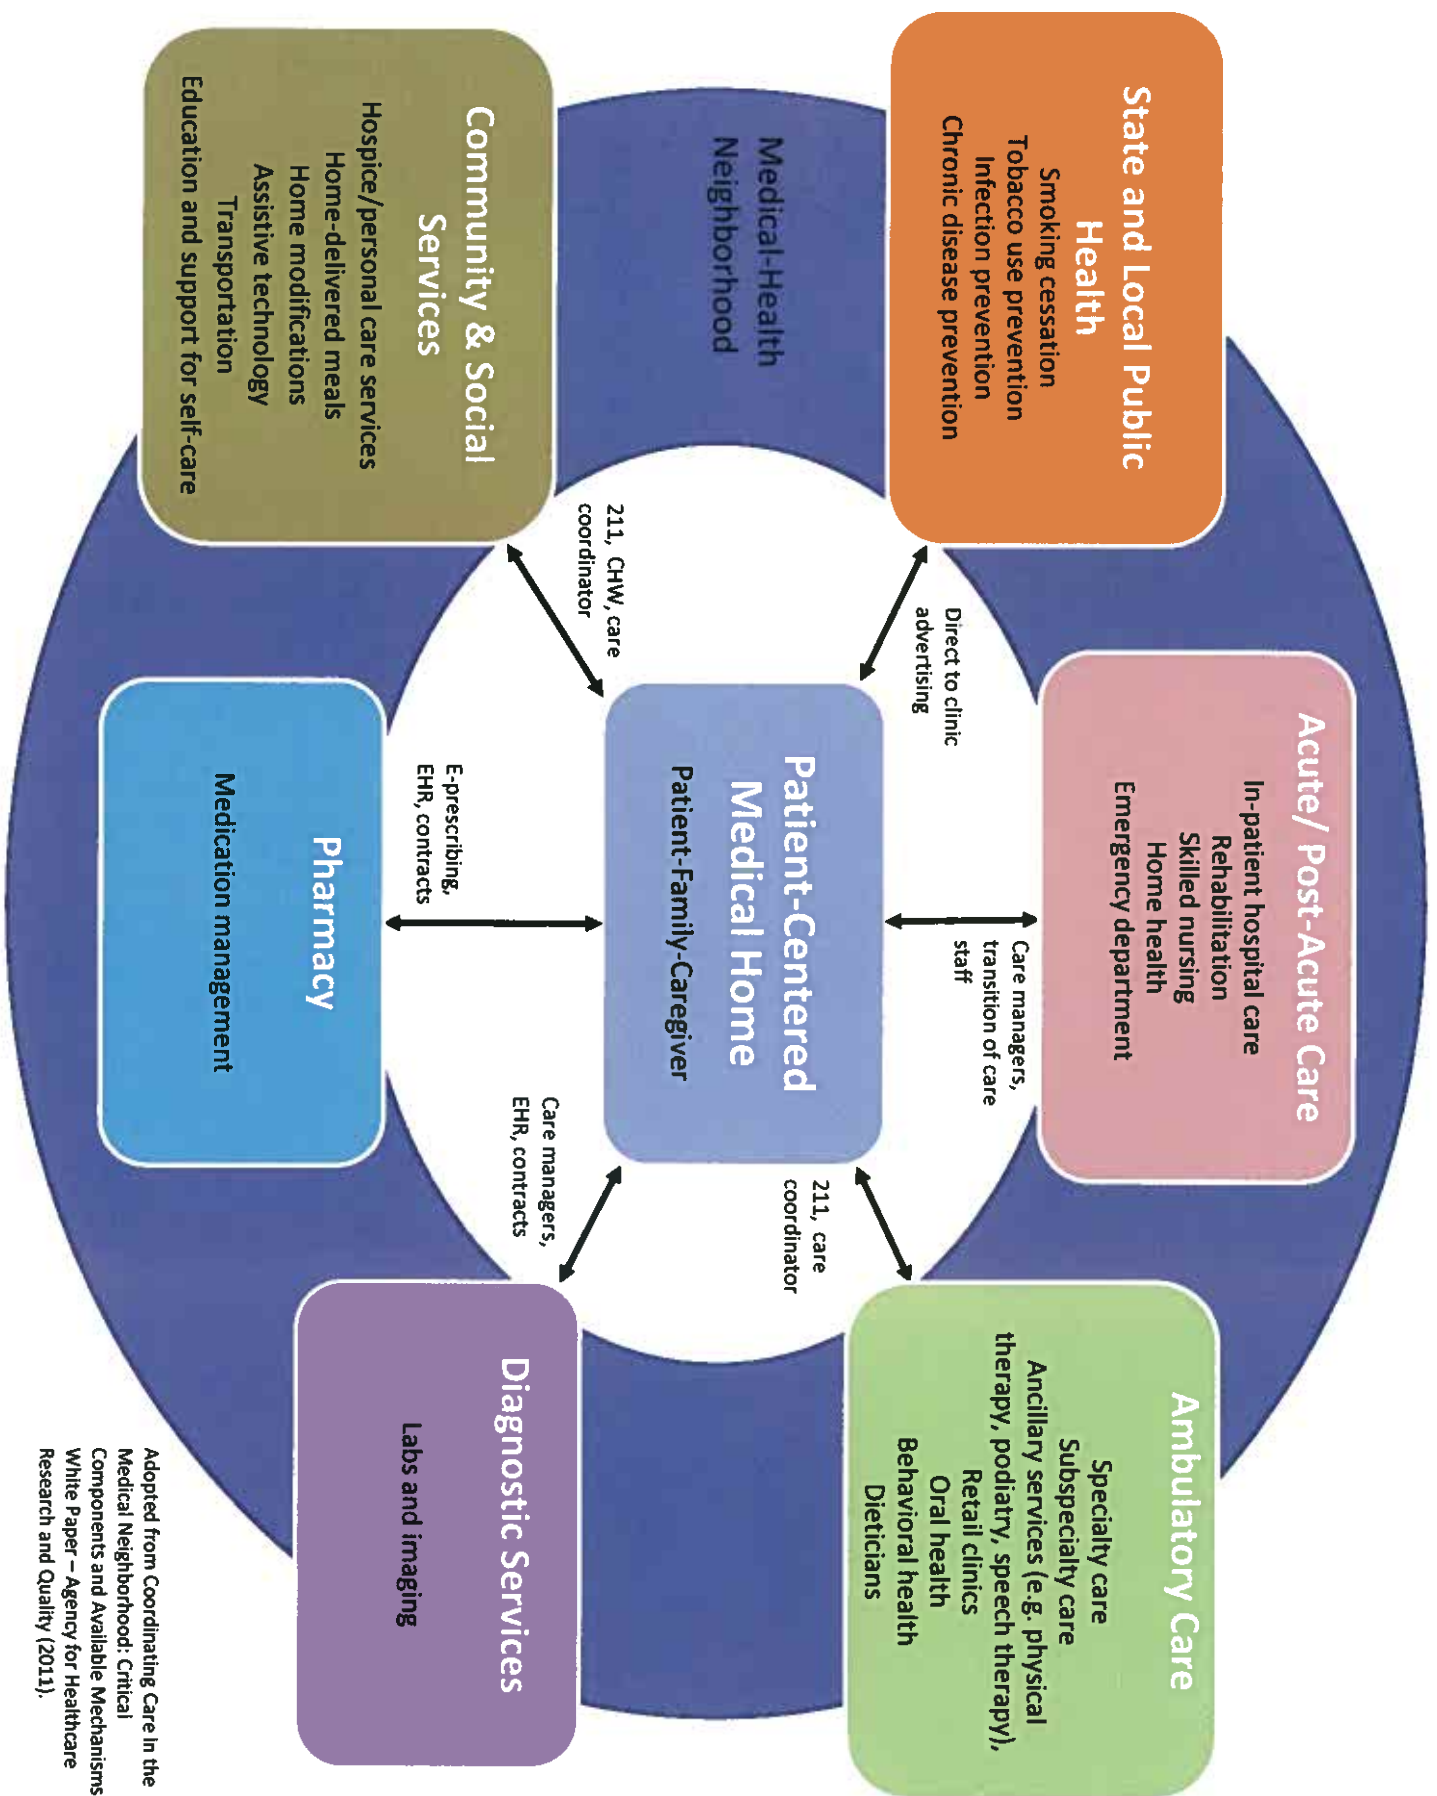 State and Local Public
Health
Smoking cessation
Tobacco use prevention
Infection prevention
Chronic disease prevention
Acute/ Post-Acute Care
In-patient hospital care
Rehabilitation
Skilled nursing
Home health
Emergency department
Ambulatory Care
Specialty care
Subspecialty care
Ancillary services (e.g. physical
therapy, podiatry, speech therapy),
Retail clinics
Oral health
Behavioral health
Dieticians
Direct to clinic
advertising
Care managers,
transition of care
staff
211, care
coordinator
Medical-Health
Neighborhood
Patient-Centered
Medical Home
Patient-Family-Caregiver
211, CHW, care
coordinator
E-prescribing,
EHR, contracts
Care managers,
EHR, contracts
Community & Social
Services
Hospice/personal care services
Home-delivered meals
Home modifications
Assistive technology
Transportation
Education and support for self-care
Pharmacy
Medication management
Diagnostic Services
Labs and imaging
Adopted from Coordinating Care in the
Medical Neighborhood: Critical
Components and Available Mechanisms
White Paper – Agency for Healthcare
Research and Quality (2011).